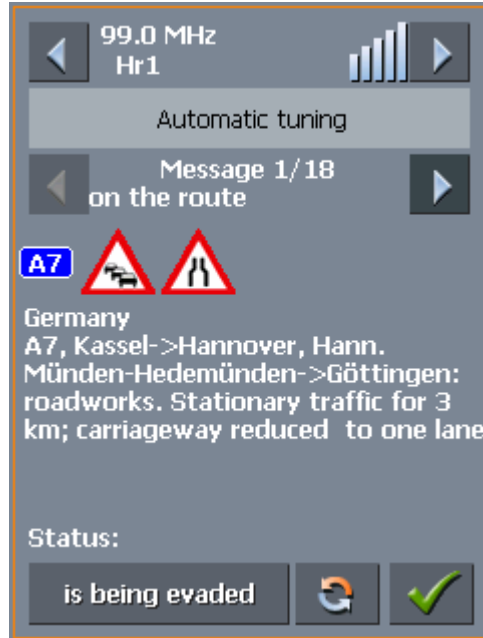 99.0 MHz
Hr1
Automatic tuning
Message 1/18
on the route
A7
Germany
A7, Kassel->Hannover, Hann.
Münden-Hedemünden->Göttingen:
roadworks. Stationary traffic for 3
km; carriageway reduced  to one lane
Status:
is being evaded